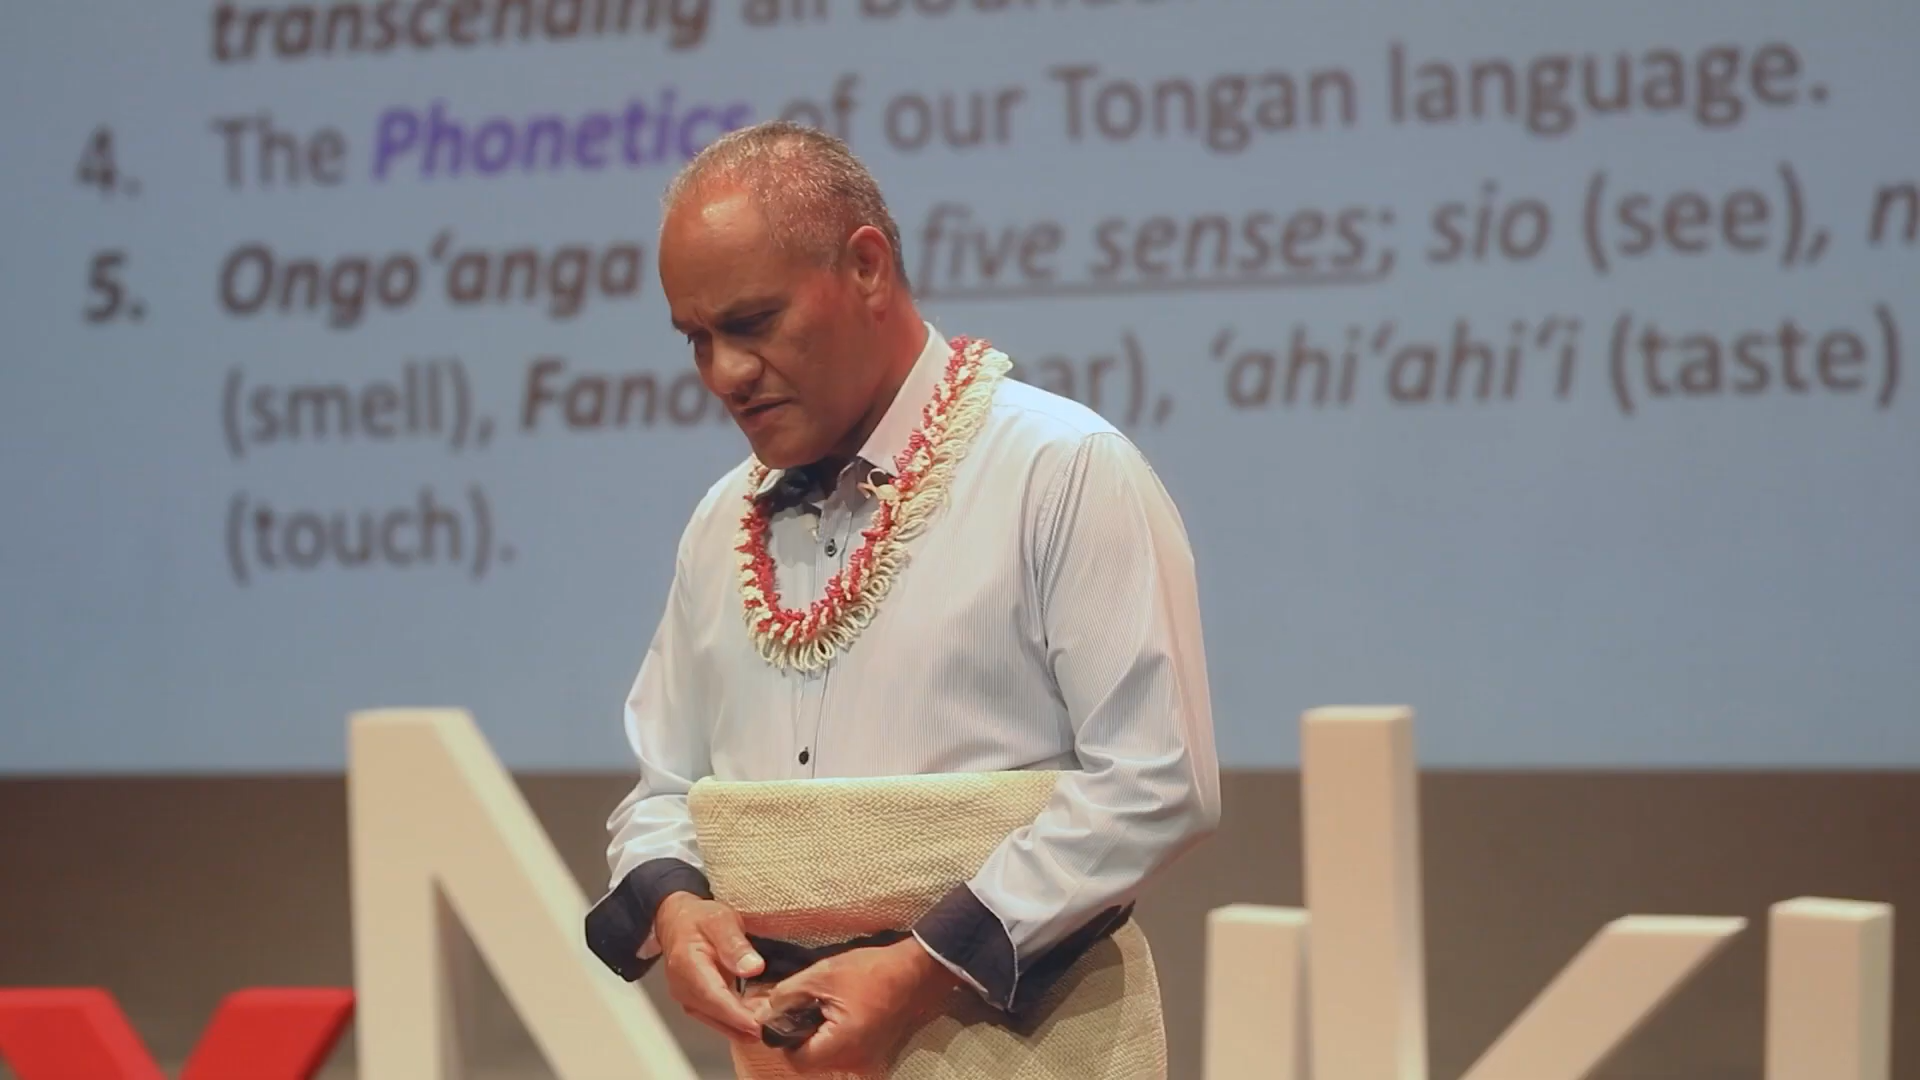 transcending all
4. The Phonetics of our Tongan language.
5. Ongo‘anga five senses; sio (see),
(smell), ‘ahi‘ahi‘i (taste)
(touch).